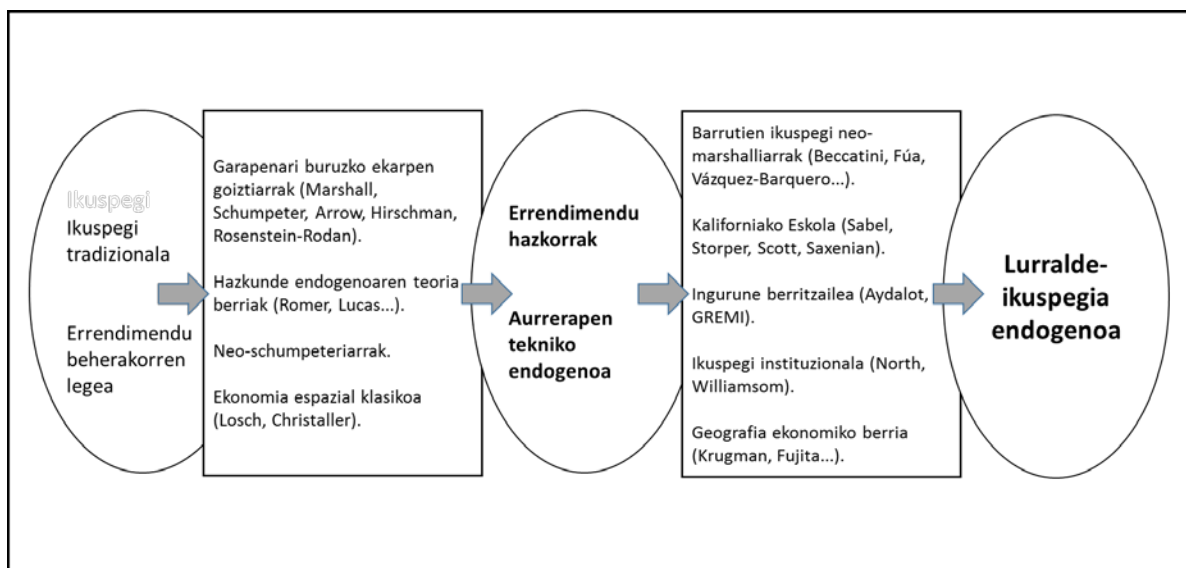 Ikuspegi
Ikuspegi
tradizionala
Errendimendu
beherakorren
legea
Garapenari buruzko ekarpen
goiztiarrak (Marshall,
Schumpeter, Arrow, Hirschman,
Rosenstein-Rodan).
Hazkunde endogenoaren teoria
berriak (Romer, Lucas...).
Neo-schumpeteriarrak.
Ekonomia espazial klasikoa
(Losch, Christaller).
Errendimendu
hazkorrak
Aurrerapen
tekniko
endogenoa
Barrutien ikuspegi neo-
marshalliarrak (Beccatini, Fúa,
Vázquez-Barquero...).
Kaliforniako Eskola (Sabel,
Storper, Scott, Saxenian).
Ingurune berritzailea (Aydalot,
GREMI).
Ikuspegi instituzionala (North,
Williamsom).
Geografia ekonomiko berria
(Krugman, Fujita...).
Lurralde-
ikuspegia
endogenoa